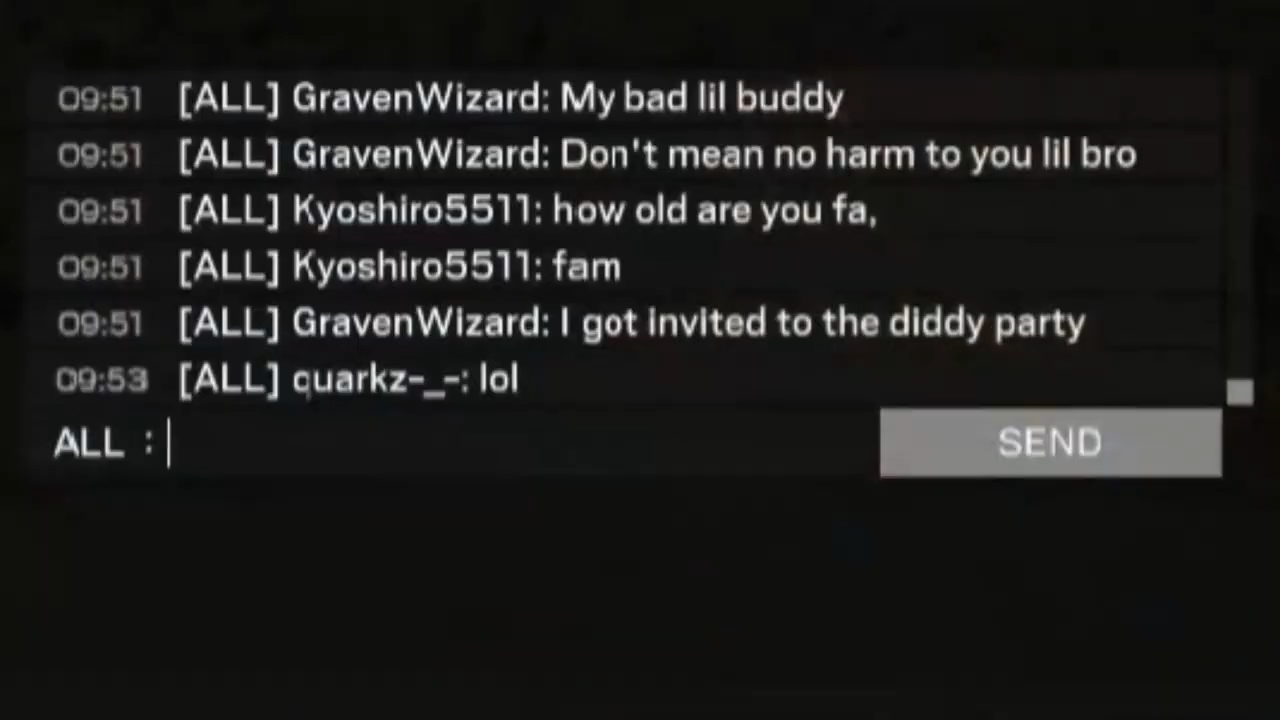 09:51 [ALL] GravenWizard: My bad lil buddy
09:51 [ALL] GravenWizard: Don't mean no harm to you lil bro
09:51 [ALL] Kyoshiro5511: how old are you fa,
09:51 [ALL] Kyoshiro5511: fam
09:51 [ALL] GravenWizard: I got invited to the diddy party
09:53 [ALL] quarkz-_-: lol
ALL : SEND